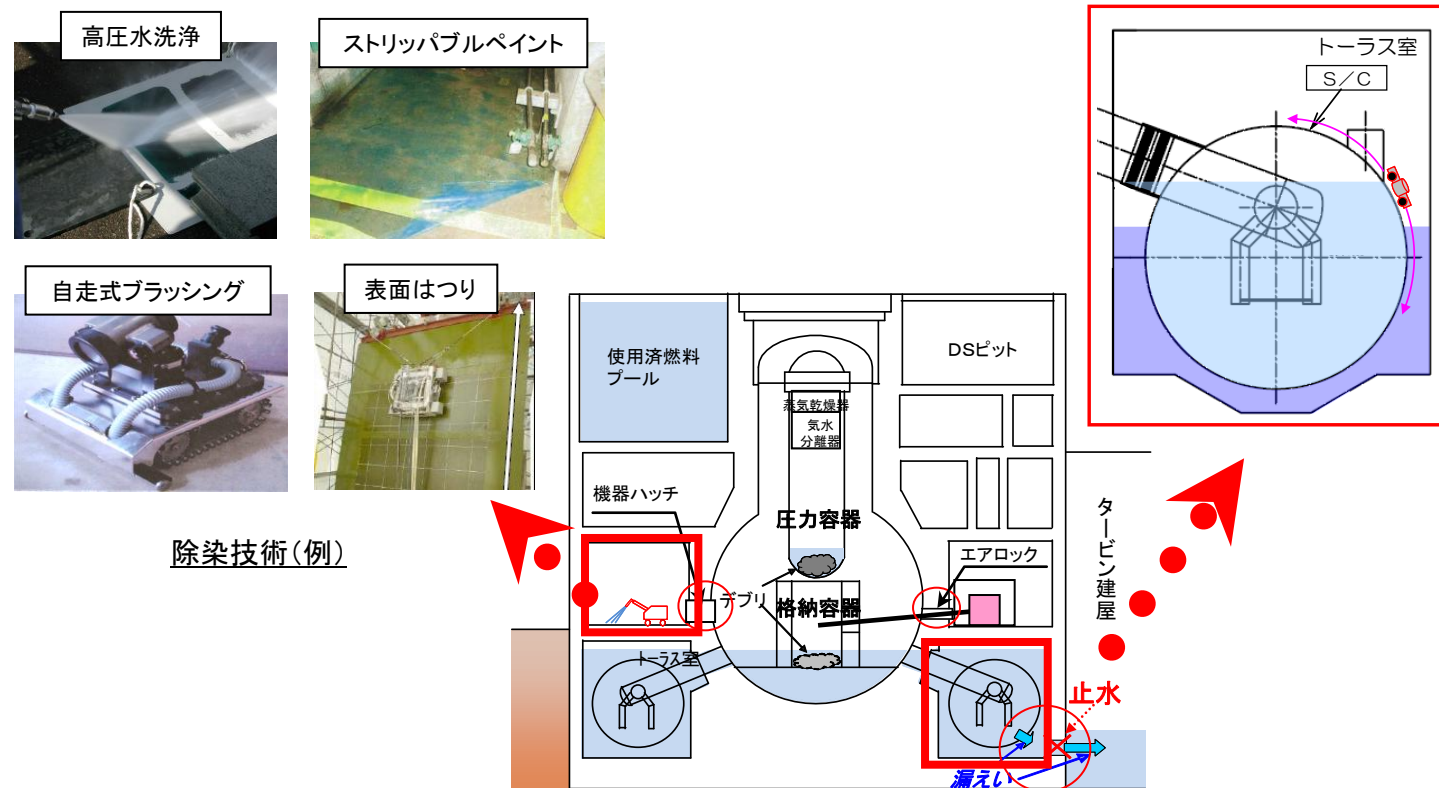 高圧水洗浄
ストリッパブルペイント
自走式ブラッシング
表面はつり
除染技術(例)
トーラス室
S/C
使用済燃料
プール
DSピット
蒸気乾燥器
気水
分離器
機器ハッチ
圧力容器
エアロック
デブリ
格納容器
トーラス室
タービン建屋
止水
漏えい